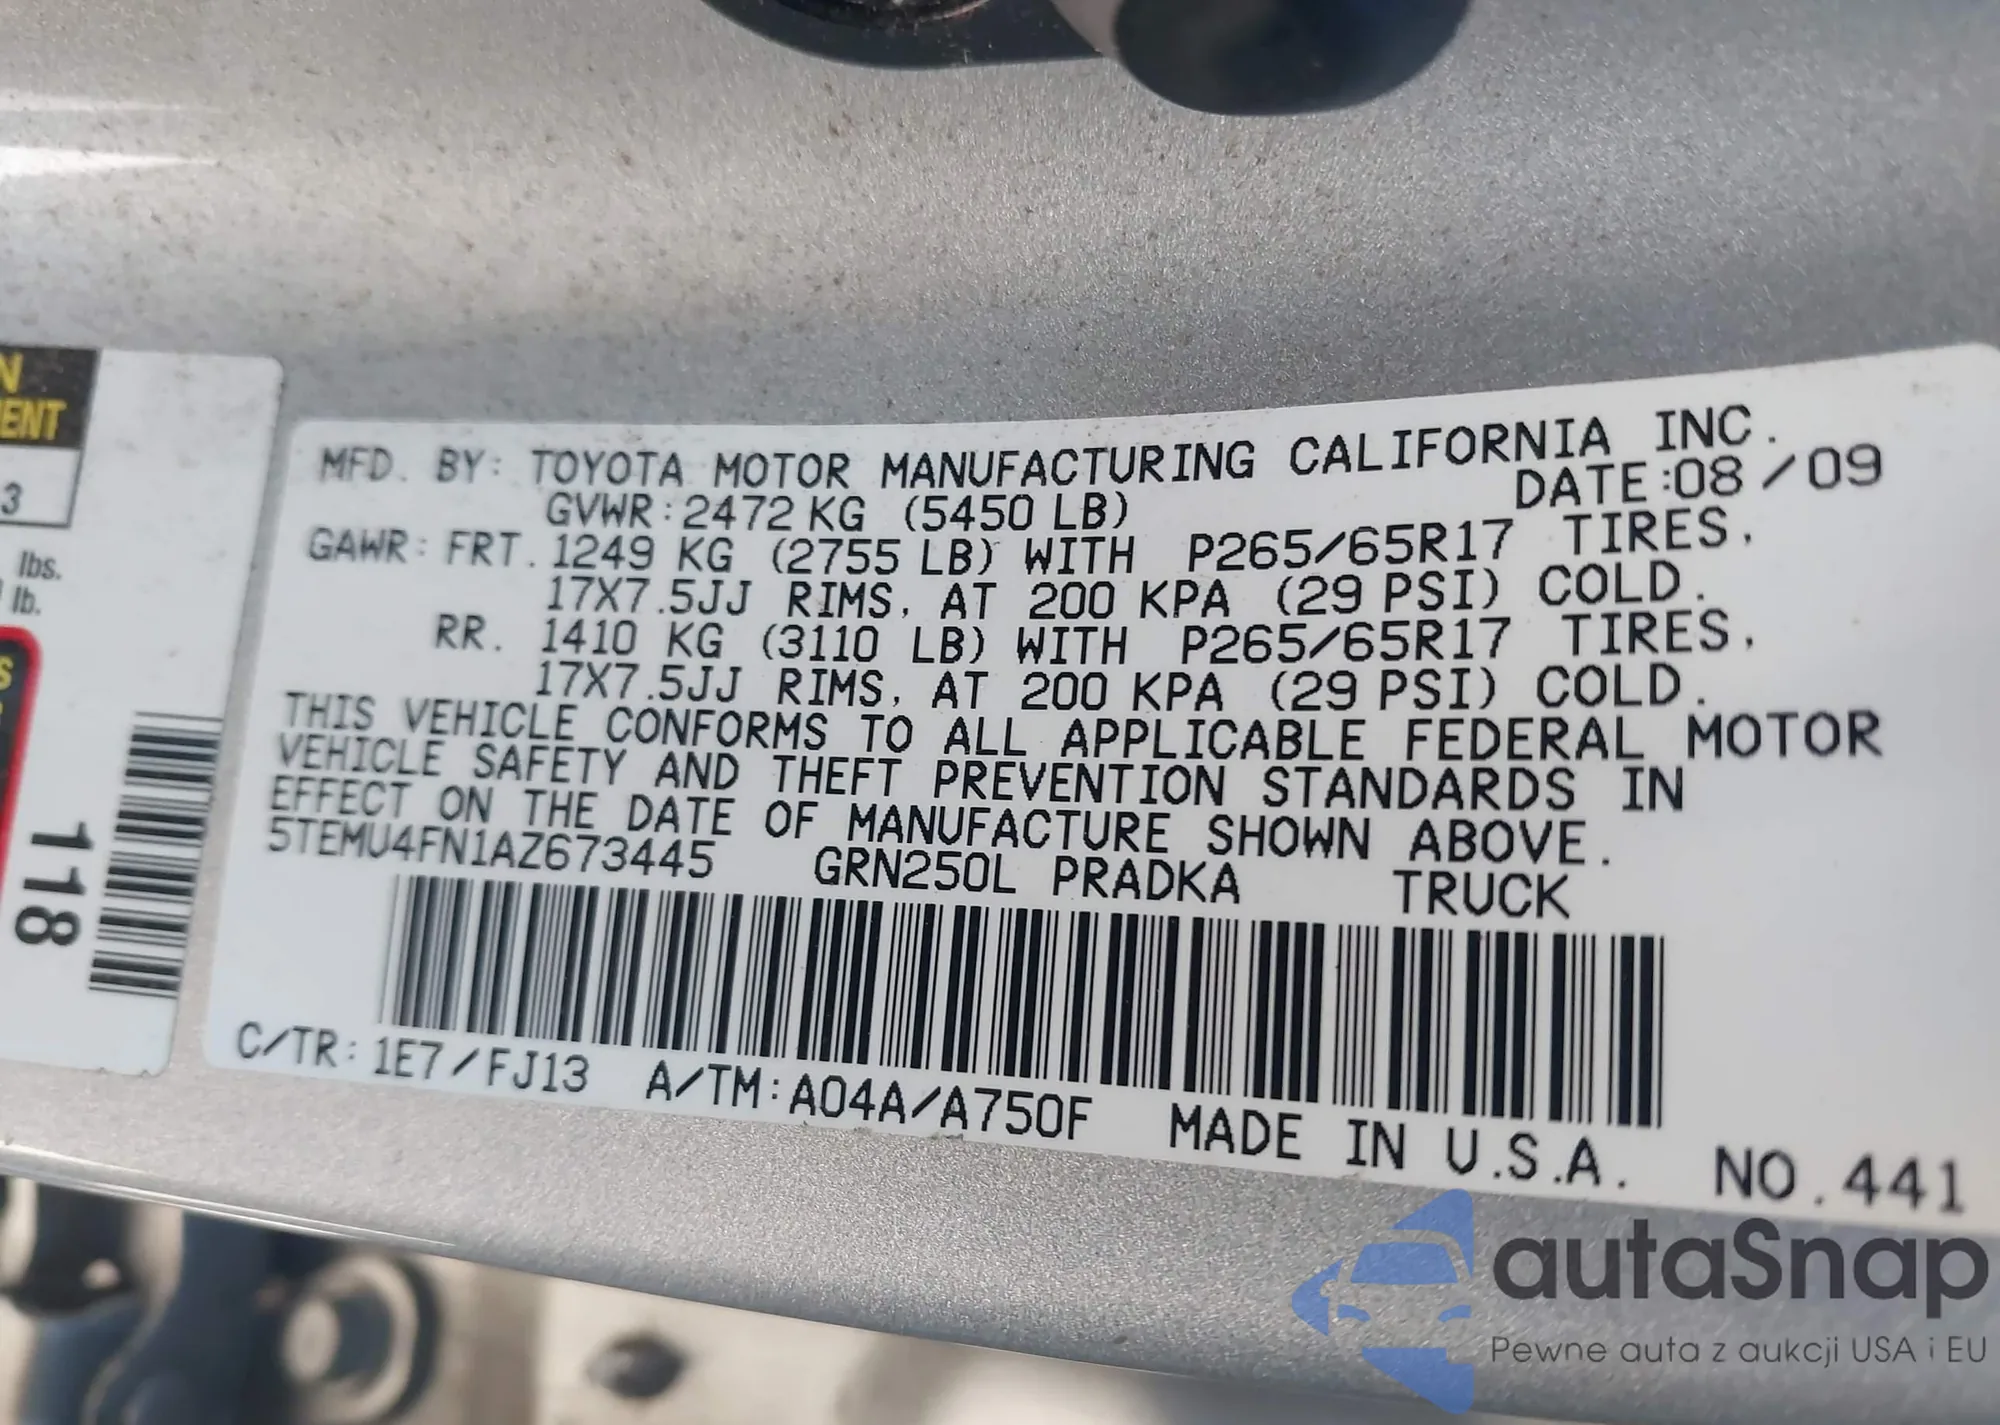 N
ENT
3
lbs.
lb.
S
118
MFD. BY: TOYOTA MOTOR MANUFACTURING CALIFORNIA INC.
GVWR: 2472 KG (5450 LB) DATE:08/09
GAWR: FRT. 1249 KG (2755 LB) WITH P265/65R17 TIRES,
17X7.5JJ RIMS, AT 200 KPA (29 PSI) COLD.
RR. 1410 KG (3110 LB) WITH P265/65R17 TIRES,
17X7.5JJ RIMS, AT 200 KPA (29 PSI) COLD.
THIS VEHICLE CONFORMS TO ALL APPLICABLE FEDERAL MOTOR
VEHICLE SAFETY AND THEFT PREVENTION STANDARDS IN
EFFECT ON THE DATE OF MANUFACTURE SHOWN ABOVE.
5TEMU4FN1AZ673445 GRN250L PRADKA TRUCK
C/TR: 1E7/FJ13 A/TM: A04A/A750F MADE IN U.S.A. NO.441
autaSnap
Pewne auta z aukcji USA i EU